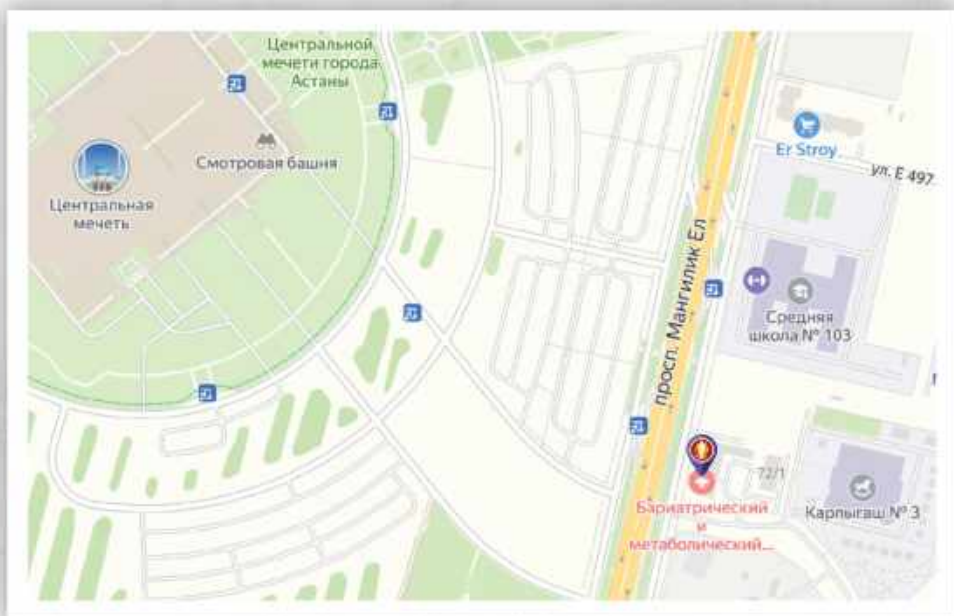 Центральной
мечети города
Астаны
Смотровая башня
Центральная
мечеть
Er Stroy
ул. Е 497
просп. Мангилик Ел
Средняя
школа № 103
72/1
Бариатрический
и
метаболический...
Карлыгаш № 3